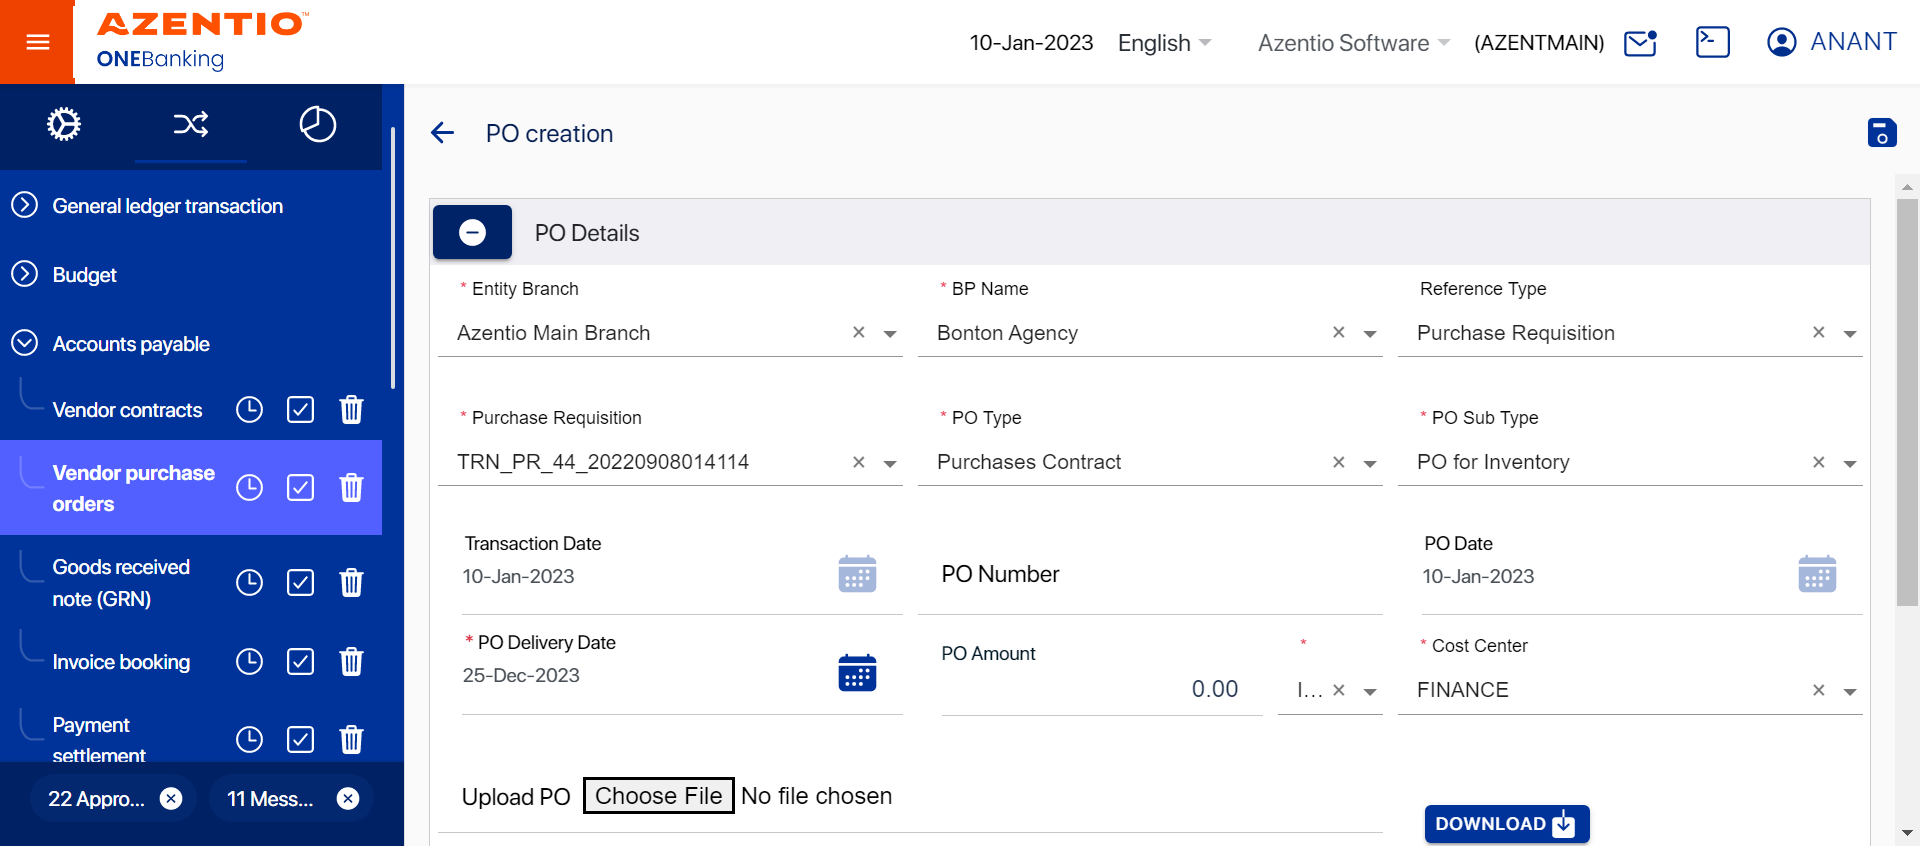 AZENTIO™
ONEBanking
10-Jan-2023 English Azentio Software (AZENTMAIN) ANANT
General ledger transaction
Budget
Accounts payable
Vendor contracts
Vendor purchase
orders
Goods received
note (GRN)
Invoice booking
Payment
settlement
22 Appro... 11 Mess...
PO creation
PO Details
* Entity Branch * BP Name Reference Type
Azentio Main Branch Bonton Agency Purchase Requisition
* Purchase Requisition * PO Type * PO Sub Type
TRN_PR_44_20220908014114 Purchases Contract PO for Inventory
Transaction Date PO Date
10-Jan-2023 PO Number 10-Jan-2023
* PO Delivery Date PO Amount * * Cost Center
25-Dec-2023 0.00 I... FINANCE
Upload PO Choose File No file chosen
DOWNLOAD